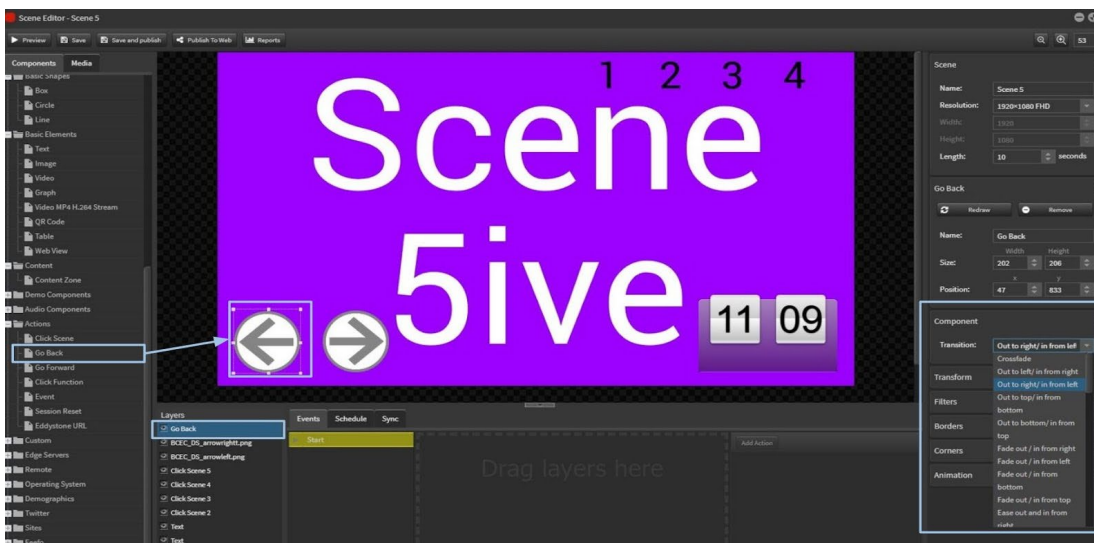 Scene Editor - Scene 5
Preview Save Save and publish Publish To Web Reports
53
Components Media
Basic Shapes
Box
Circle
Line
Basic Elements
Text
Image
Video
Graph
Video MP4 H.264 Stream
QR Code
Table
Web View
Content
Content Zone
Demo Components
Audio Components
Actions
Click Scene
Go Back
Go Forward
Click Function
Event
Session Reset
Eddystone URL
Custom
Edge Servers
Remote
Operating System
Demographics
Twitter
Sites
Feeds
1 2 3 4
Scene
5ive
11 09
Layers
Go Back
BCEC_DS_arrowrightt.png
BCEC_DS_arrowleft.png
Click Scene 5
Click Scene 4
Click Scene 3
Click Scene 2
Text
Text
Events Schedule Sync
Start
Drag layers here
Add Action
Scene
Name: Scene 5
Resolution: 1920×1080 FHD
Width: 1920
Height: 1080
Length: 10 seconds
Go Back
Redraw Remove
Name: Go Back
Width Height
Size: 202 206
x y
Position: 47 833
Component
Transition: Out to right/ in from lef
Crossfade
Out to left/ in from right
Out to right/ in from left
Out to top/ in from
bottom
Out to bottom/ in from
top
Fade out / in from right
Fade out / in from left
Fade out / in from
bottom
Fade out / in from top
Ease out and in from
right
Transform
Filters
Borders
Corners
Animation